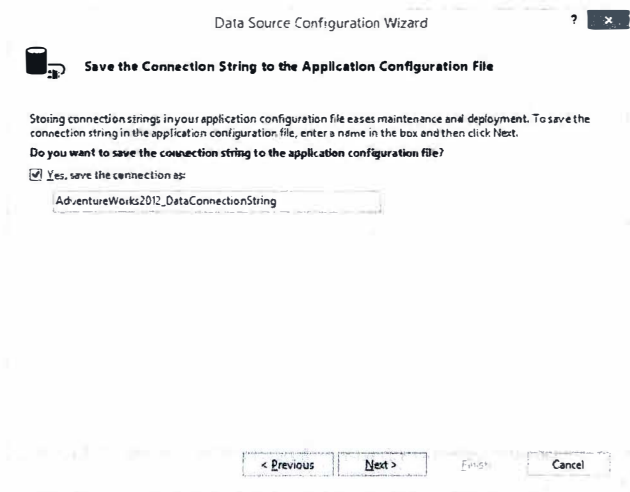 Data Source Configuration Wizard
? ×
Save the Connection String to the Application Configuration File
Storing connection strings in your application configuration file eases maintenance and deployment. To save the
connection string in the application configuration file, enter a name in the box and then click Next.
Do you want to save the connection string to the application configuration file?
Yes, save the connection as:
AdventureWorks2012_DataConnectionString
< Previous Next > Finish Cancel